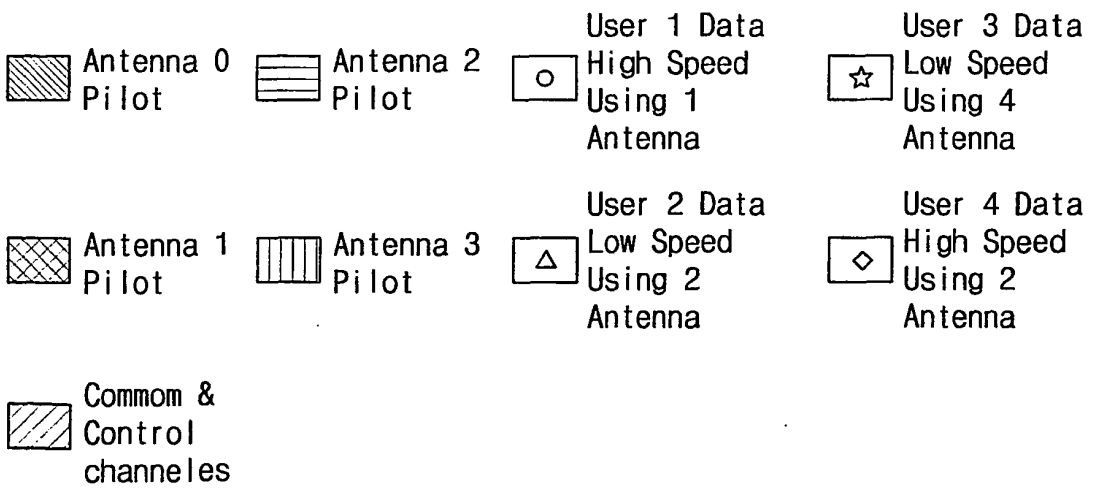 Antenna 0
Pilot
Antenna 2
Pilot
User 1 Data
High Speed
Using 1
Antenna
User 3 Data
Low Speed
Using 4
Antenna
Antenna 1
Pilot
Antenna 3
Pilot
User 2 Data
Low Speed
Using 2
Antenna
User 4 Data
High Speed
Using 2
Antenna
Commom &
Control
channeles